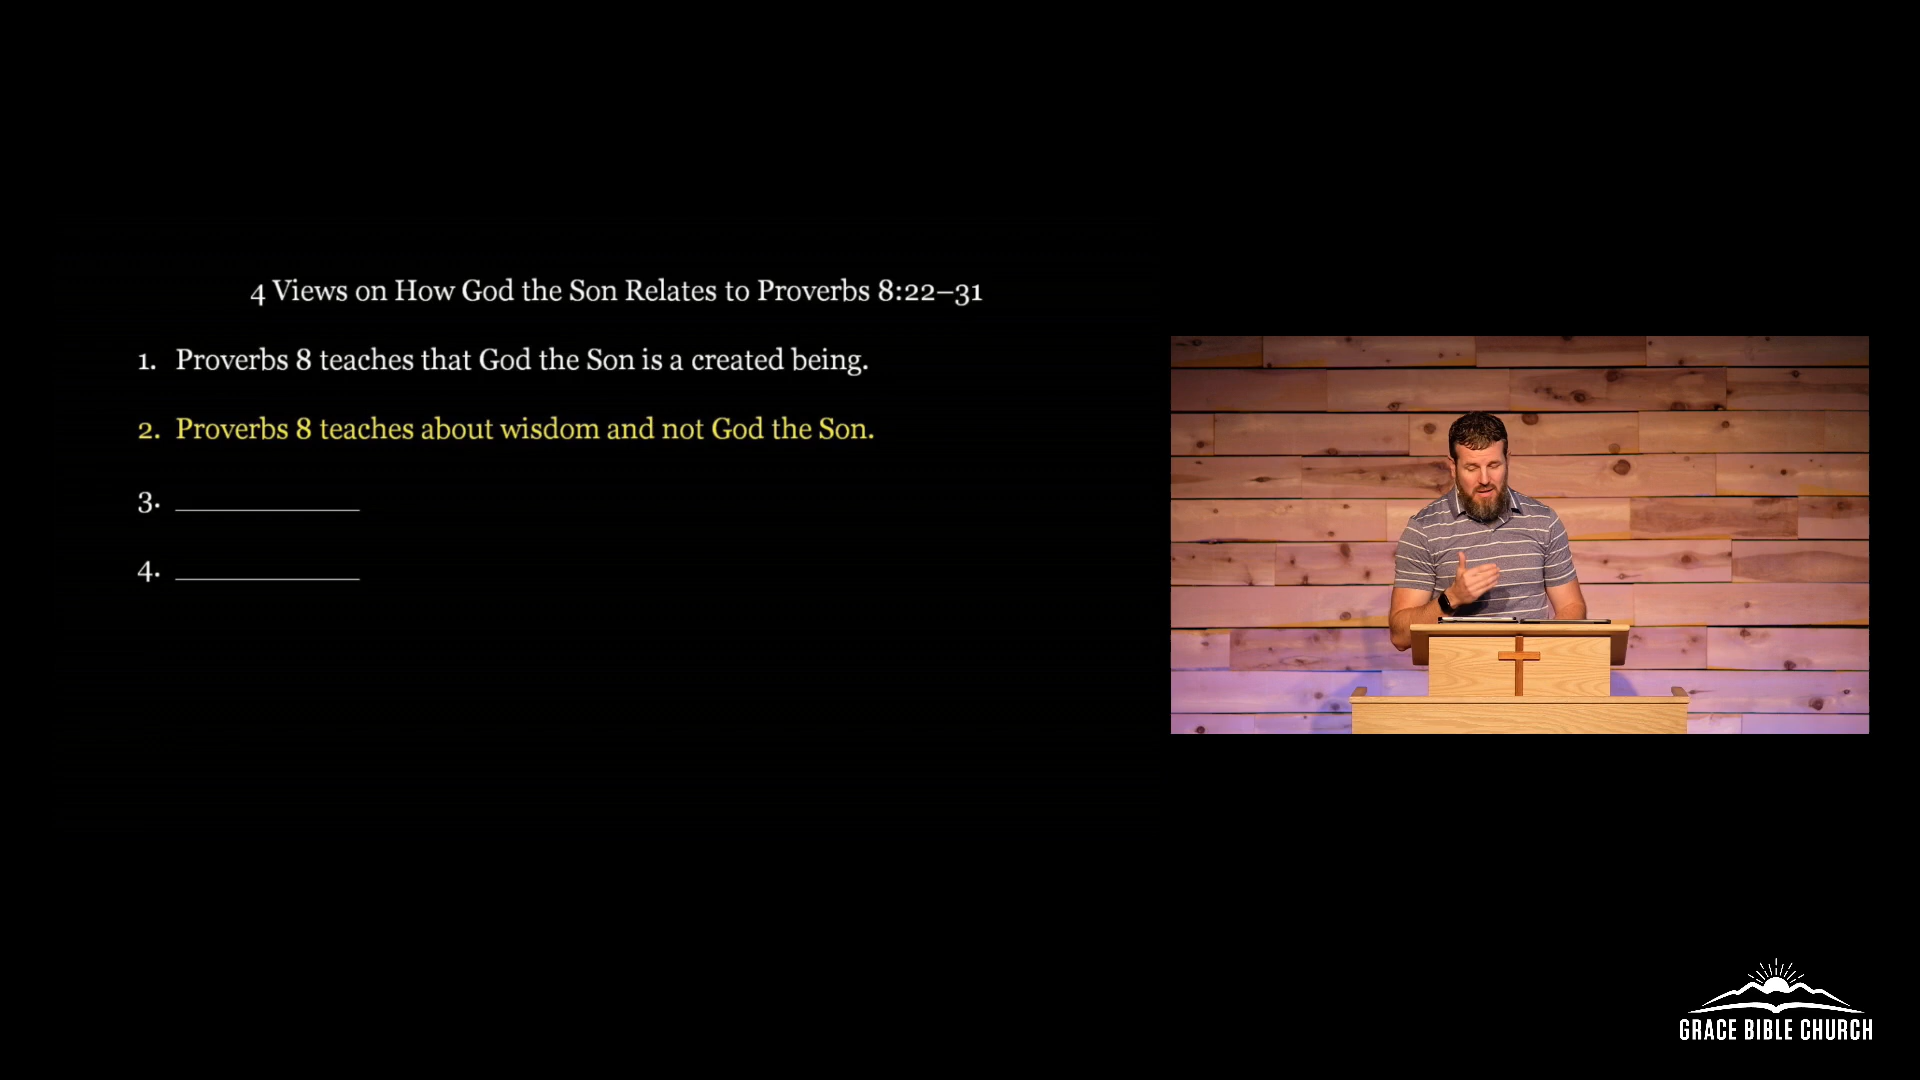 4 Views on How God the Son Relates to Proverbs 8:22–31
1. Proverbs 8 teaches that God the Son is a created being.
2. Proverbs 8 teaches about wisdom and not God the Son.
3. ____________
4. ____________
GRACE BIBLE CHURCH